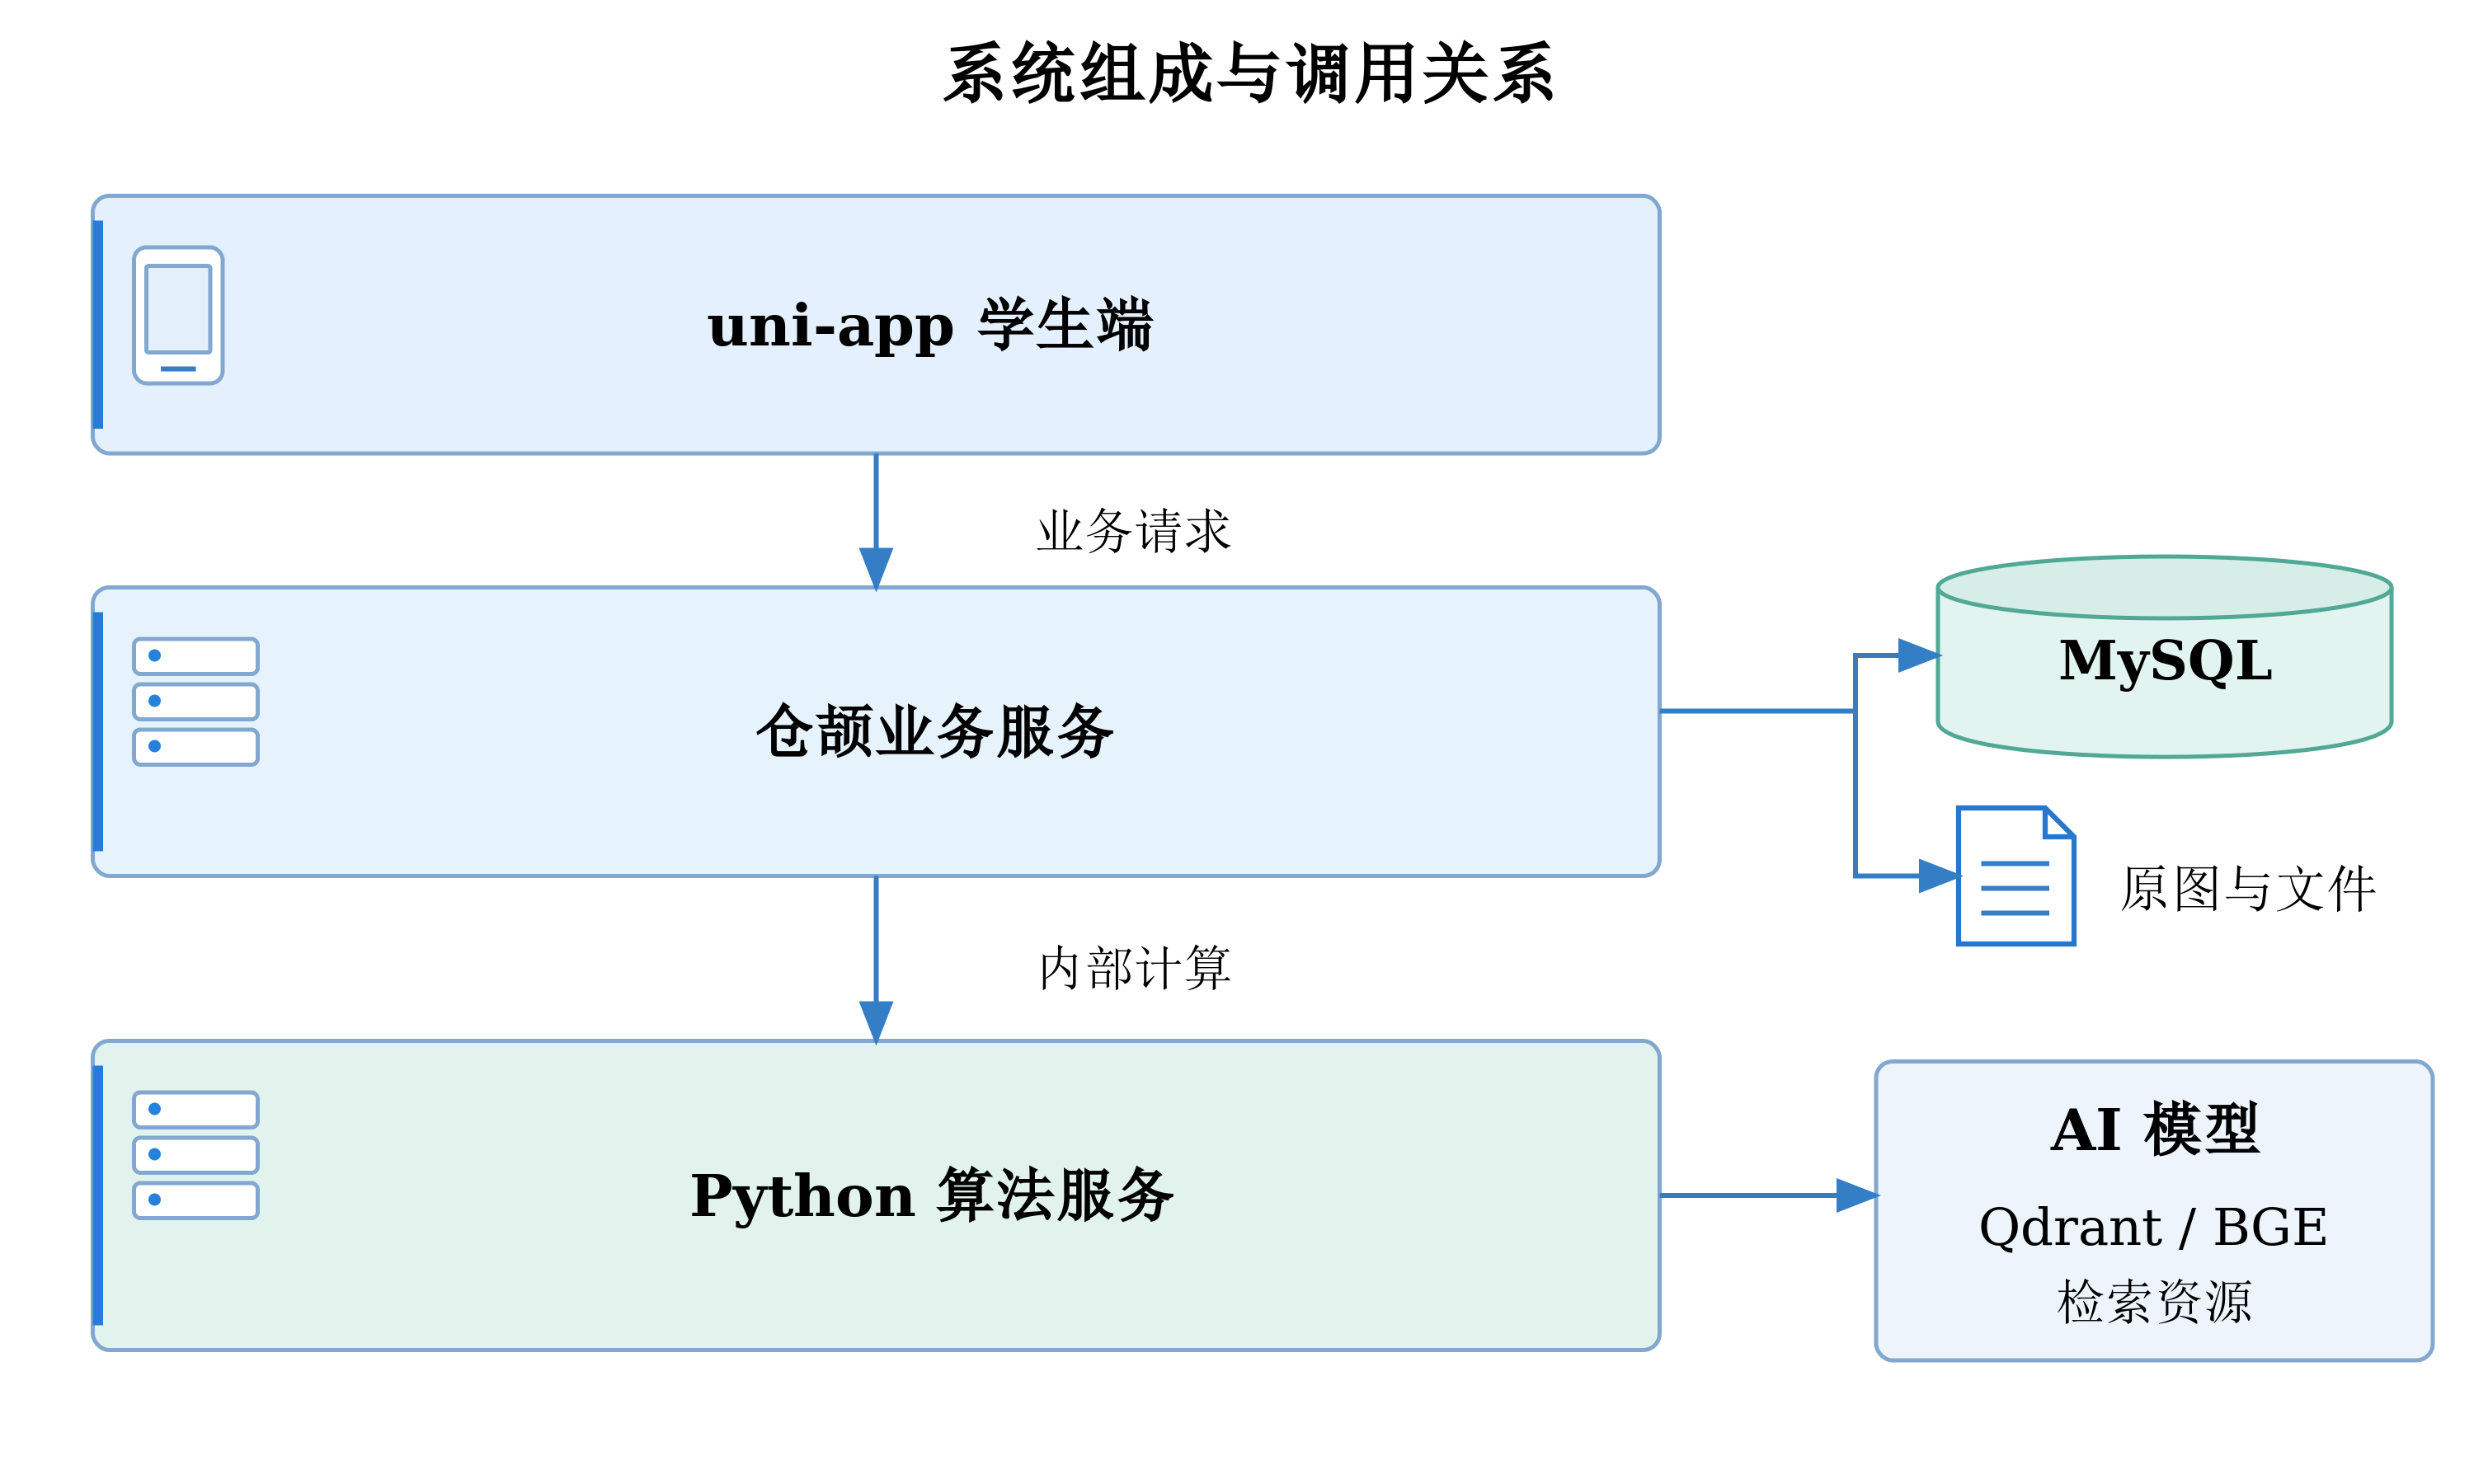 系统组成与调用关系
uni-app 学生端
业务请求
仓颉业务服务
MySQL
原图与文件
内部计算
Python 算法服务
AI 模型
Qdrant / BGE
检索资源